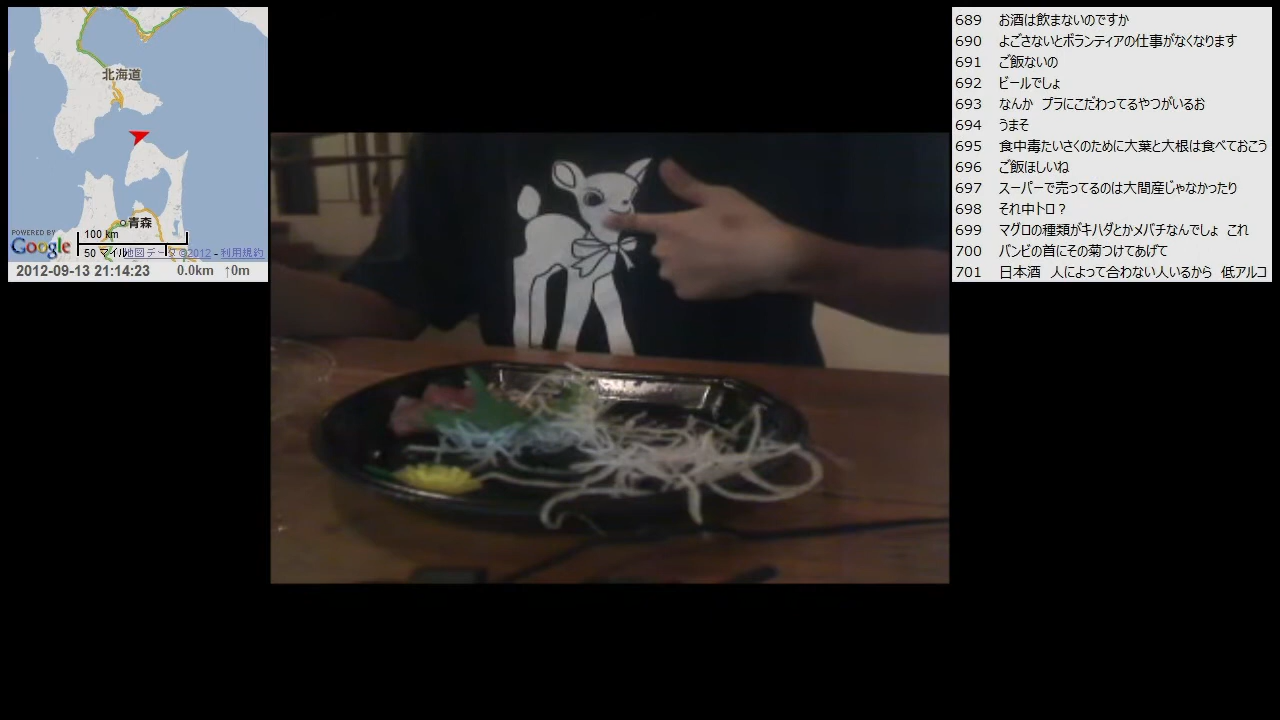 北海道
青森
100 km
50 マイル
地図データ ©2012 - 利用規約
POWERED BY
Google
2012-09-13 21:14:23 0.0km ↑0m
689 お酒は飲まないのですか
690 よごさないとボランティアの仕事がなくなります
691 ご飯ないの
692 ビールでしょ
693 なんか プラにこだわってるやつがいるお
694 うまそ
695 食中毒たいさくのために大葉と大根は食べておこう
696 ご飯ほしいね
697 スーパーで売ってるのは大間産じゃなかったり
698 それ中トロ？
699 マグロの種類がキハダとかメバチなんでしょ これ
700 バンビの首にその菊つけてあげて
701 日本酒 人によって合わない人いるから 低アルコ